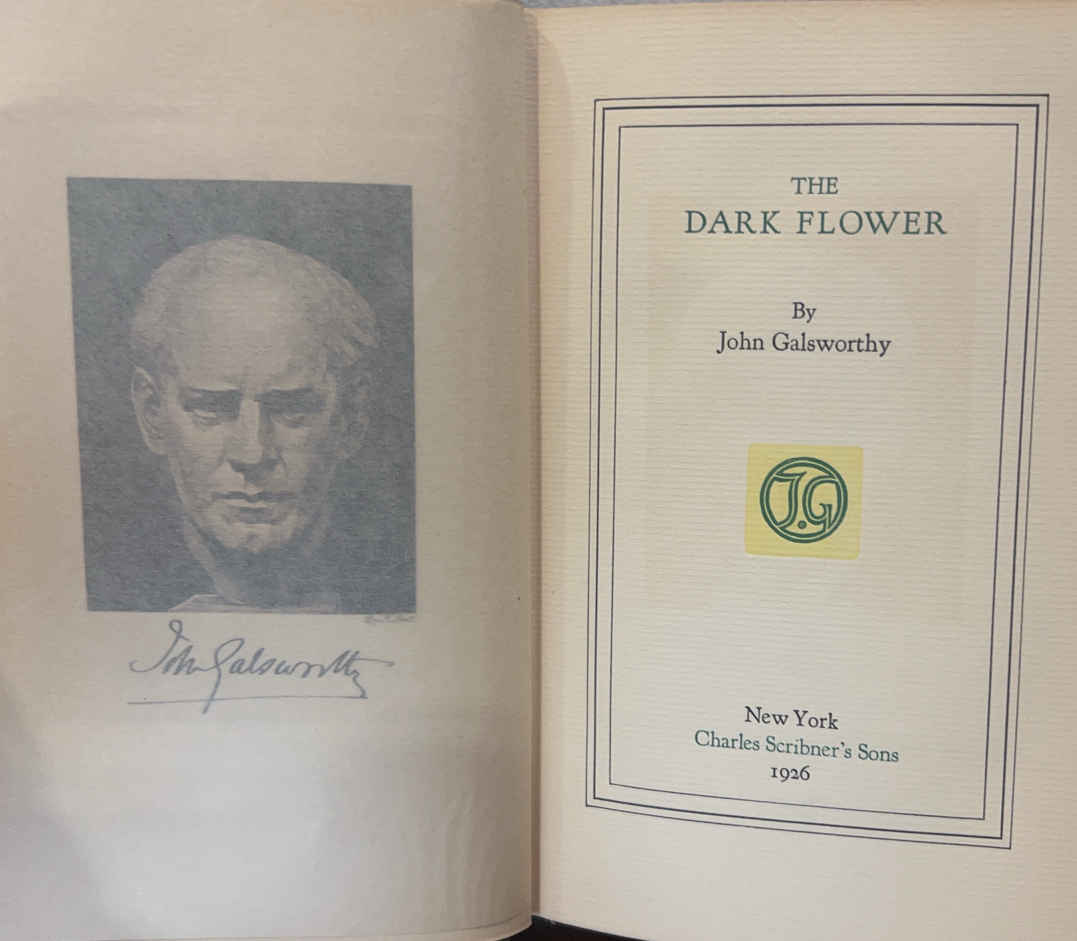 John Galsworthy
THE
DARK FLOWER
By
John Galsworthy
J.G
New York
Charles Scribner's Sons
1926